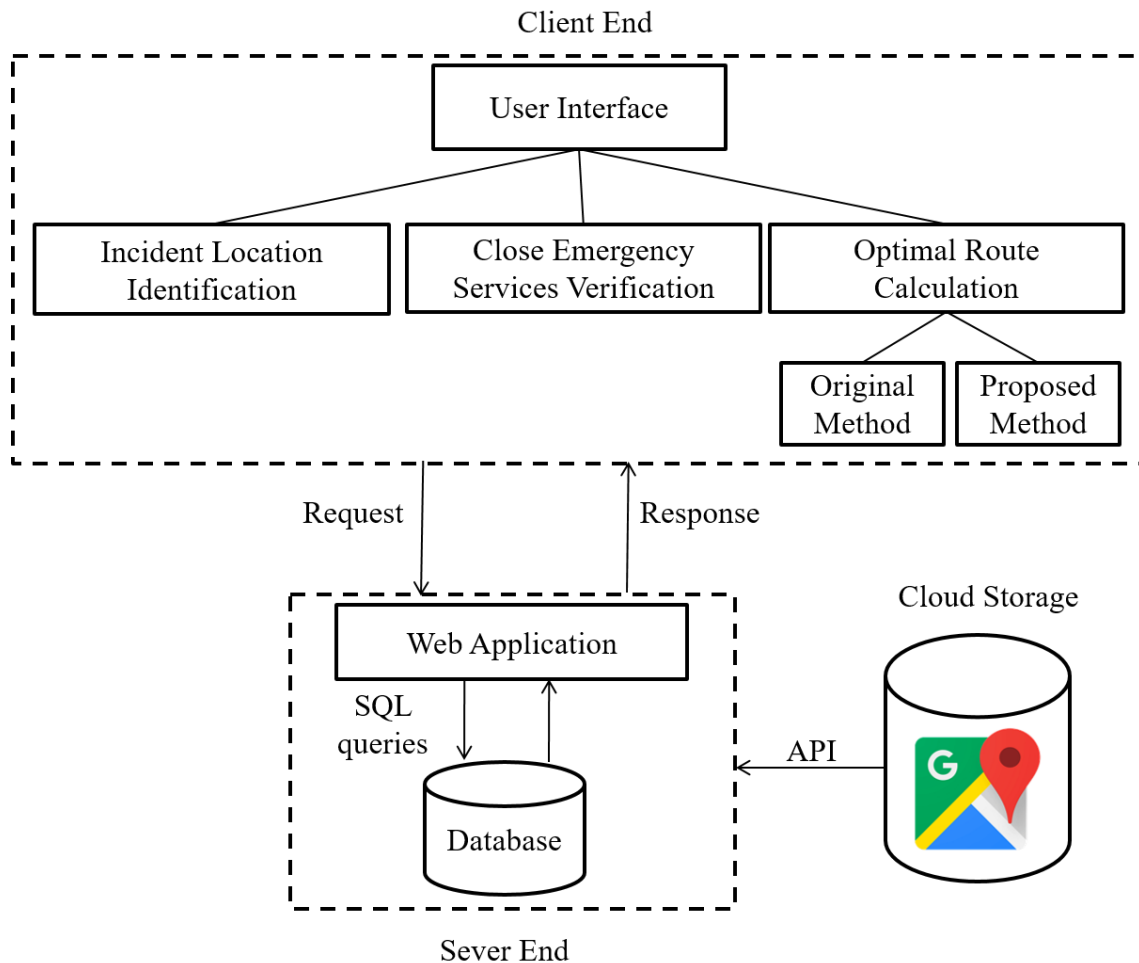 Client End
User Interface
Incident Location
Identification
Close Emergency
Services Verification
Optimal Route
Calculation
Original
Method
Proposed
Method
Request
Response
Web Application
SQL
queries
Database
Sever End
Cloud Storage
API
G